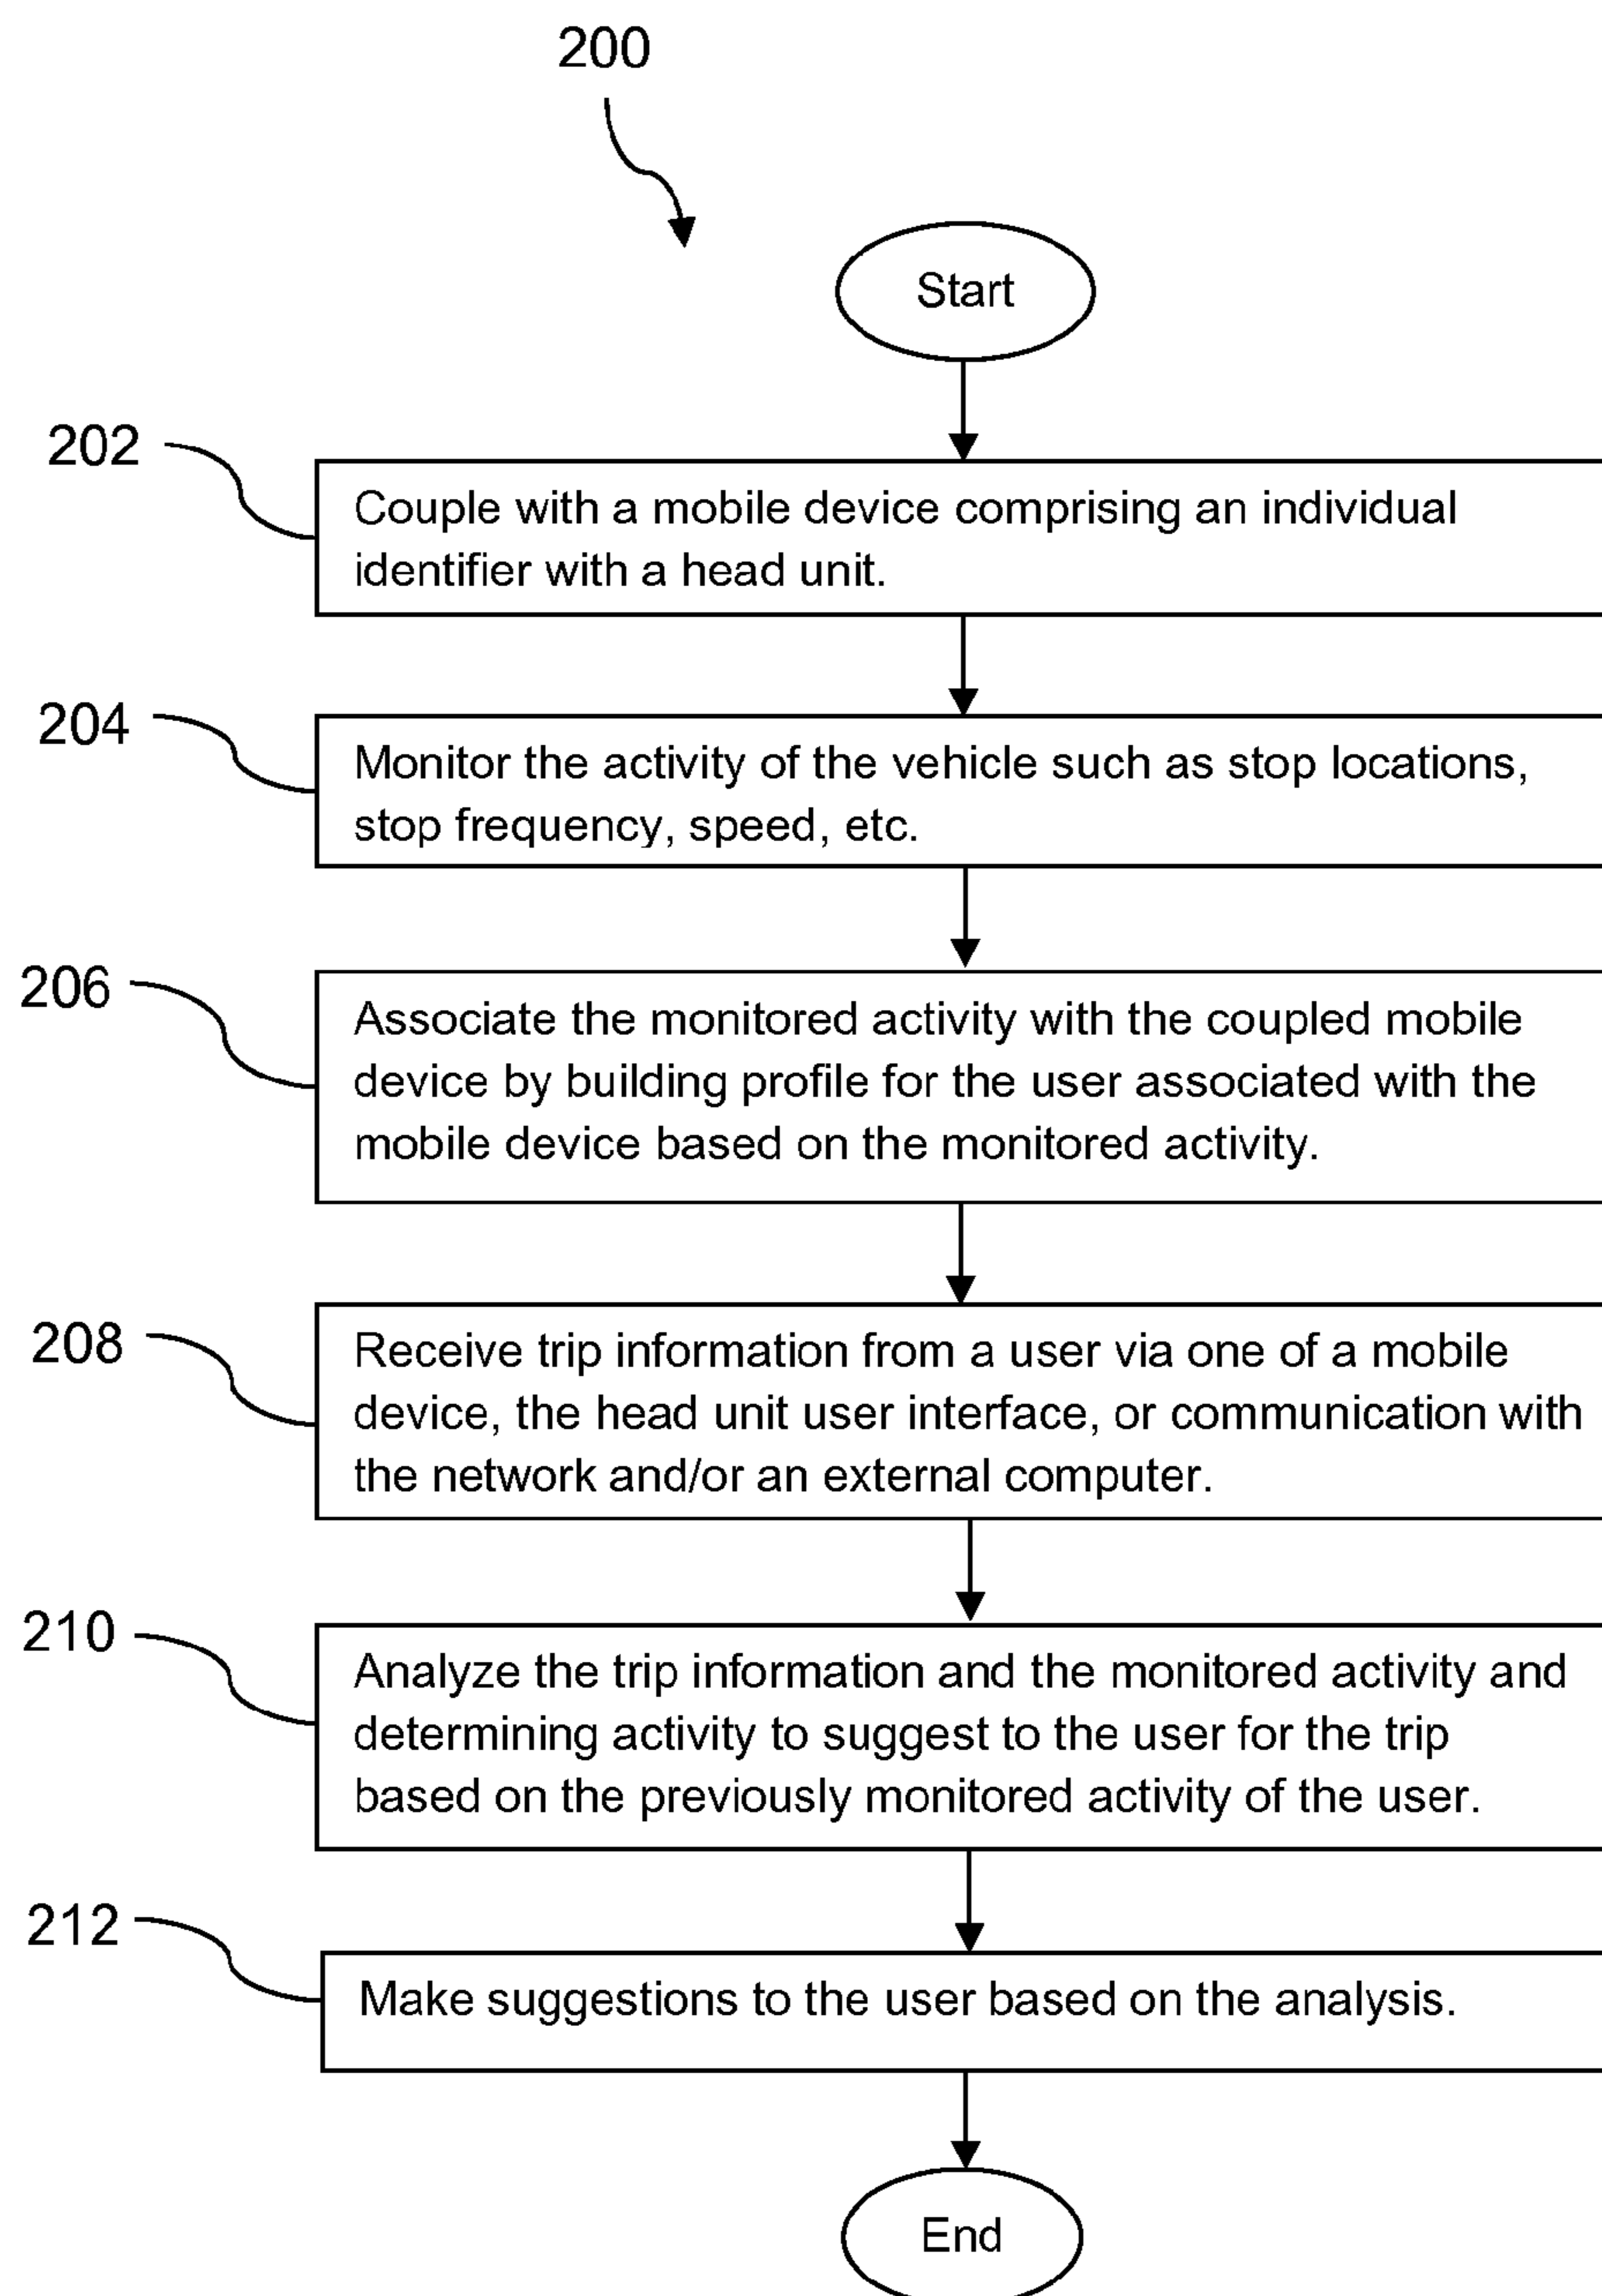 200
Start
202
Couple with a mobile device comprising an individual
identifier with a head unit.
204
Monitor the activity of the vehicle such as stop locations,
stop frequency, speed, etc.
206
Associate the monitored activity with the coupled mobile
device by building profile for the user associated with the
mobile device based on the monitored activity.
208
Receive trip information from a user via one of a mobile
device, the head unit user interface, or communication with
the network and/or an external computer.
210
Analyze the trip information and the monitored activity and
determining activity to suggest to the user for the trip
based on the previously monitored activity of the user.
212
Make suggestions to the user based on the analysis.
End